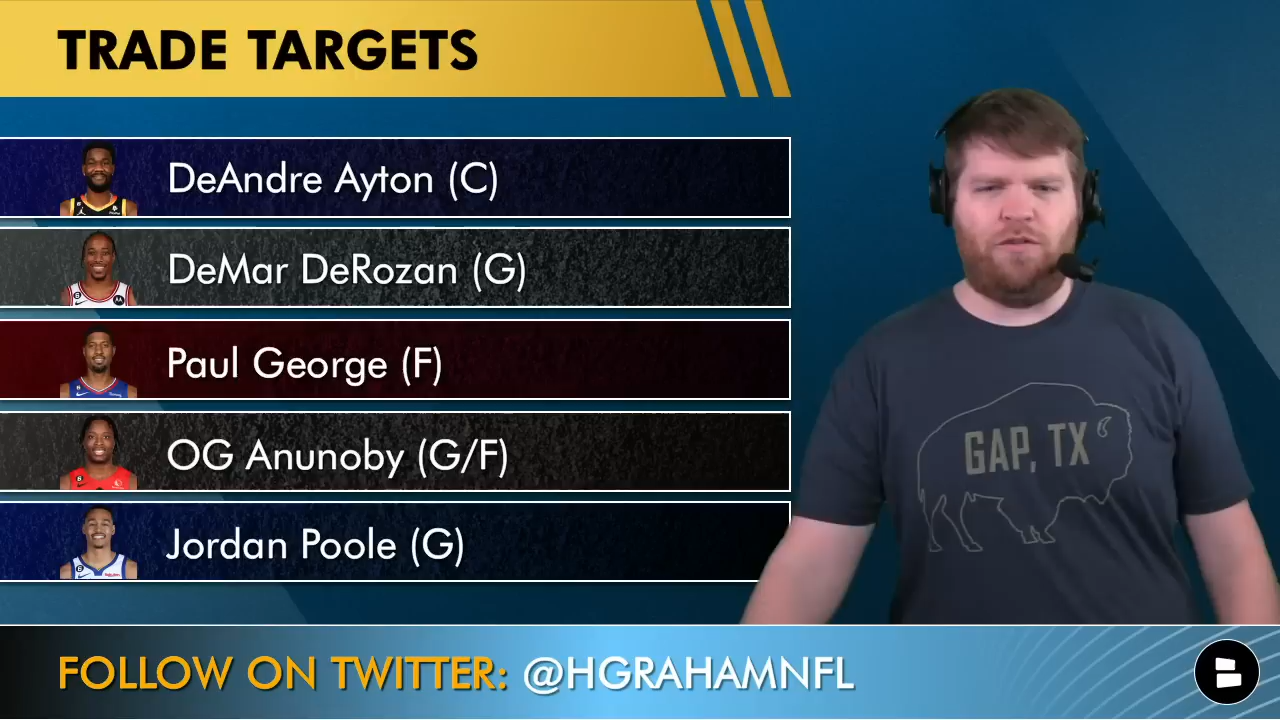 TRADE TARGETS
DeAndre Ayton (C)
DeMar DeRozan (G)
Paul George (F)
OG Anunoby (G/F)
Jordan Poole (G)
GAP, TX
FOLLOW ON TWITTER: @HGRAHAMNFL